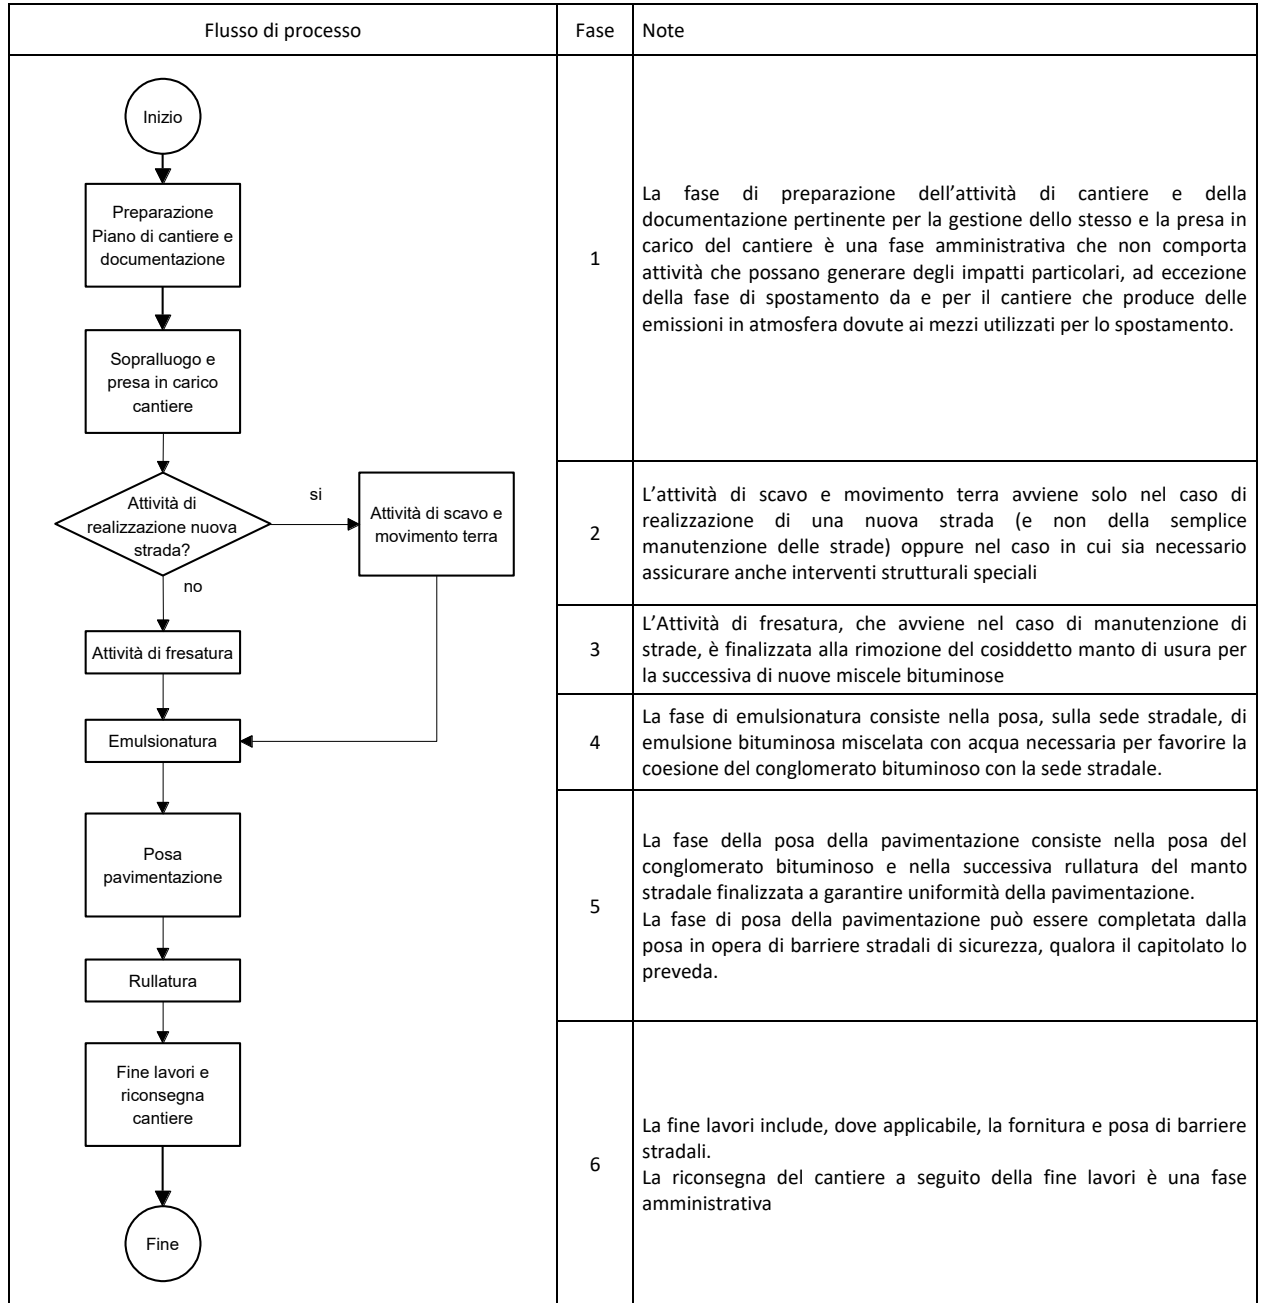 Flusso di processo
Fase
Note
Inizio
Preparazione
Piano di cantiere e
documentazione
Sopralluogo e
presa in carico
cantiere
1
La fase di preparazione dell’attività di cantiere e della
documentazione pertinente per la gestione dello stesso e la presa in
carico del cantiere è una fase amministrativa che non comporta
attività che possano generare degli impatti particolari, ad eccezione
della fase di spostamento da e per il cantiere che produce delle
emissioni in atmosfera dovute ai mezzi utilizzati per lo spostamento.
Attività di
realizzazione nuova
strada?
si
no
Attività di scavo e
movimento terra
2
L’attività di scavo e movimento terra avviene solo nel caso di
realizzazione di una nuova strada (e non della semplice
manutenzione delle strade) oppure nel caso in cui sia necessario
assicurare anche interventi strutturali speciali
Attività di fresatura
3
L’Attività di fresatura, che avviene nel caso di manutenzione di
strade, è finalizzata alla rimozione del cosiddetto manto di usura per
la successiva di nuove miscele bituminose
Emulsionatura
4
La fase di emulsionatura consiste nella posa, sulla sede stradale, di
emulsione bituminosa miscelata con acqua necessaria per favorire la
coesione del conglomerato bituminoso con la sede stradale.
Posa
pavimentazione
Rullatura
5
La fase della posa della pavimentazione consiste nella posa del
conglomerato bituminoso e nella successiva rullatura del manto
stradale finalizzata a garantire uniformità della pavimentazione.
La fase di posa della pavimentazione può essere completata dalla
posa in opera di barriere stradali di sicurezza, qualora il capitolato lo
preveda.
Fine lavori e
riconsegna
cantiere
Fine
6
La fine lavori include, dove applicabile, la fornitura e posa di barriere
stradali.
La riconsegna del cantiere a seguito della fine lavori è una fase
amministrativa